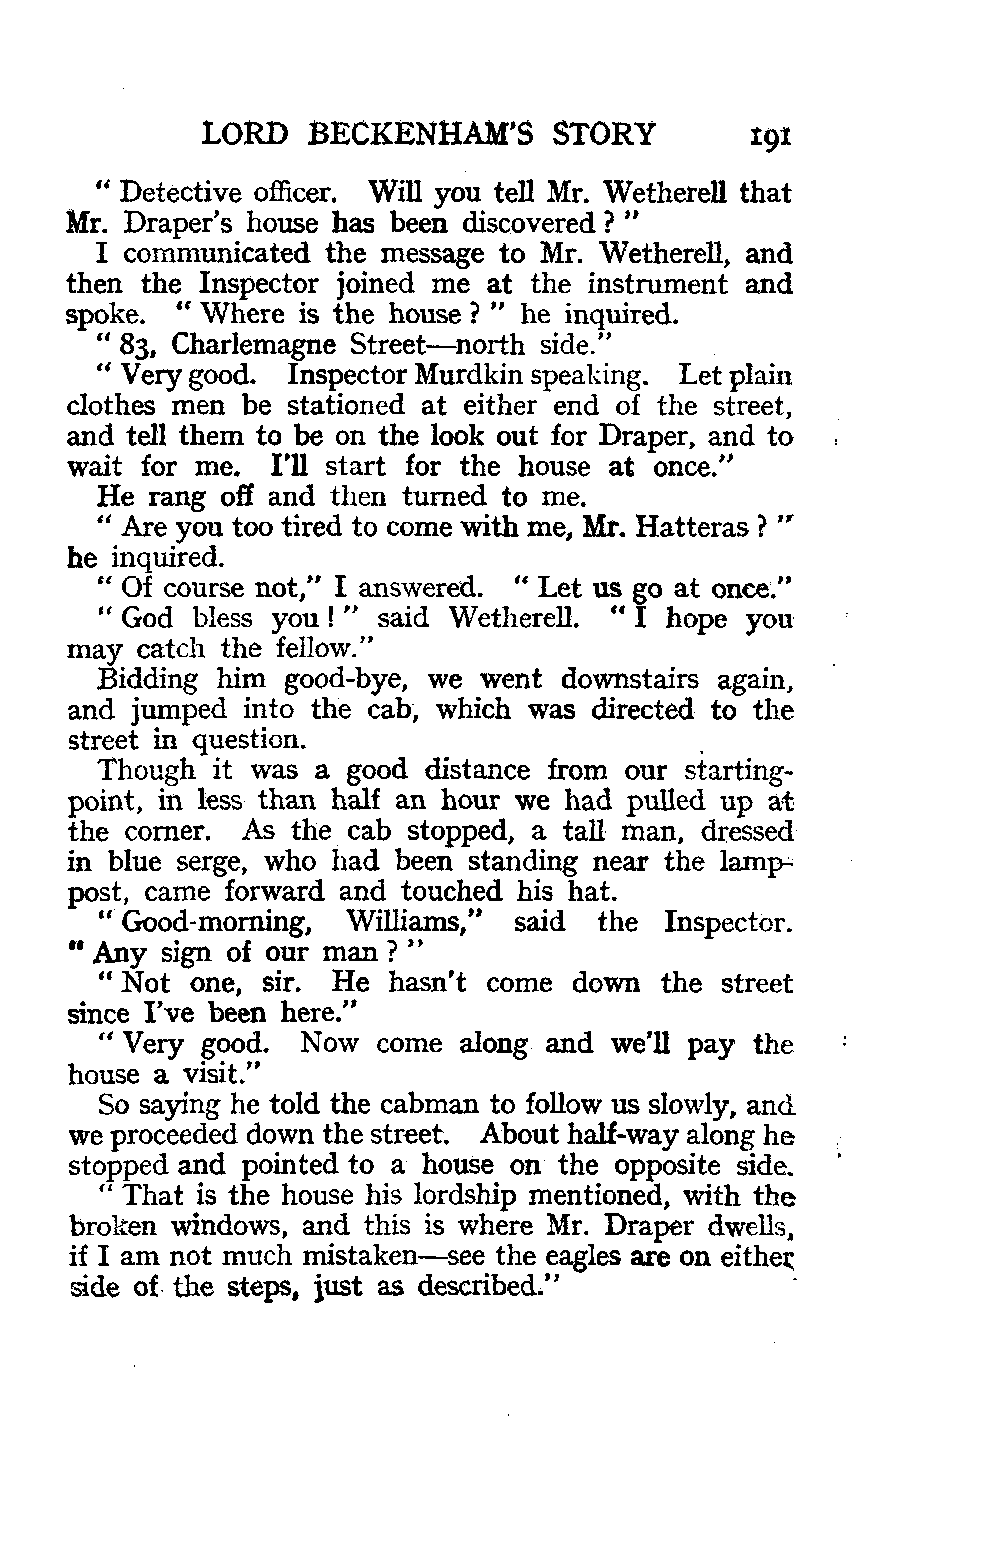 LORD BECKENHAM'S STORY 191
" Detective officer. Will you tell Mr. Wetherell that
Mr. Draper's house has been discovered ? "
I communicated the message to Mr. Wetherell, and
then the Inspector joined me at the instrument and
spoke. " Where is the house ? " he inquired.
" 83, Charlemagne Street—north side."
" Very good. Inspector Murdkin speaking. Let plain
clothes men be stationed at either end of the street,
and tell them to be on the look out for Draper, and to
wait for me. I'll start for the house at once."
He rang off and then turned to me.
" Are you too tired to come with me, Mr. Hatteras ? "
he inquired.
" Of course not," I answered. " Let us go at once."
" God bless you ! " said Wetherell. " I hope you
may catch the fellow."
Bidding him good-bye, we went downstairs again,
and jumped into the cab, which was directed to the
street in question.
Though it was a good distance from our starting-
point, in less than half an hour we had pulled up at
the corner. As the cab stopped, a tall man, dressed
in blue serge, who had been standing near the lamp-
post, came forward and touched his hat.
" Good-morning, Williams," said the Inspector.
" Any sign of our man ? "
" Not one, sir. He hasn't come down the street
since I've been here."
" Very good. Now come along and we'll pay the
house a visit."
So saying he told the cabman to follow us slowly, and
we proceeded down the street. About half-way along he
stopped and pointed to a house on the opposite side.
" That is the house his lordship mentioned, with the
broken windows, and this is where Mr. Draper dwells,
if I am not much mistaken—see the eagles are on either
side of the steps, just as described."